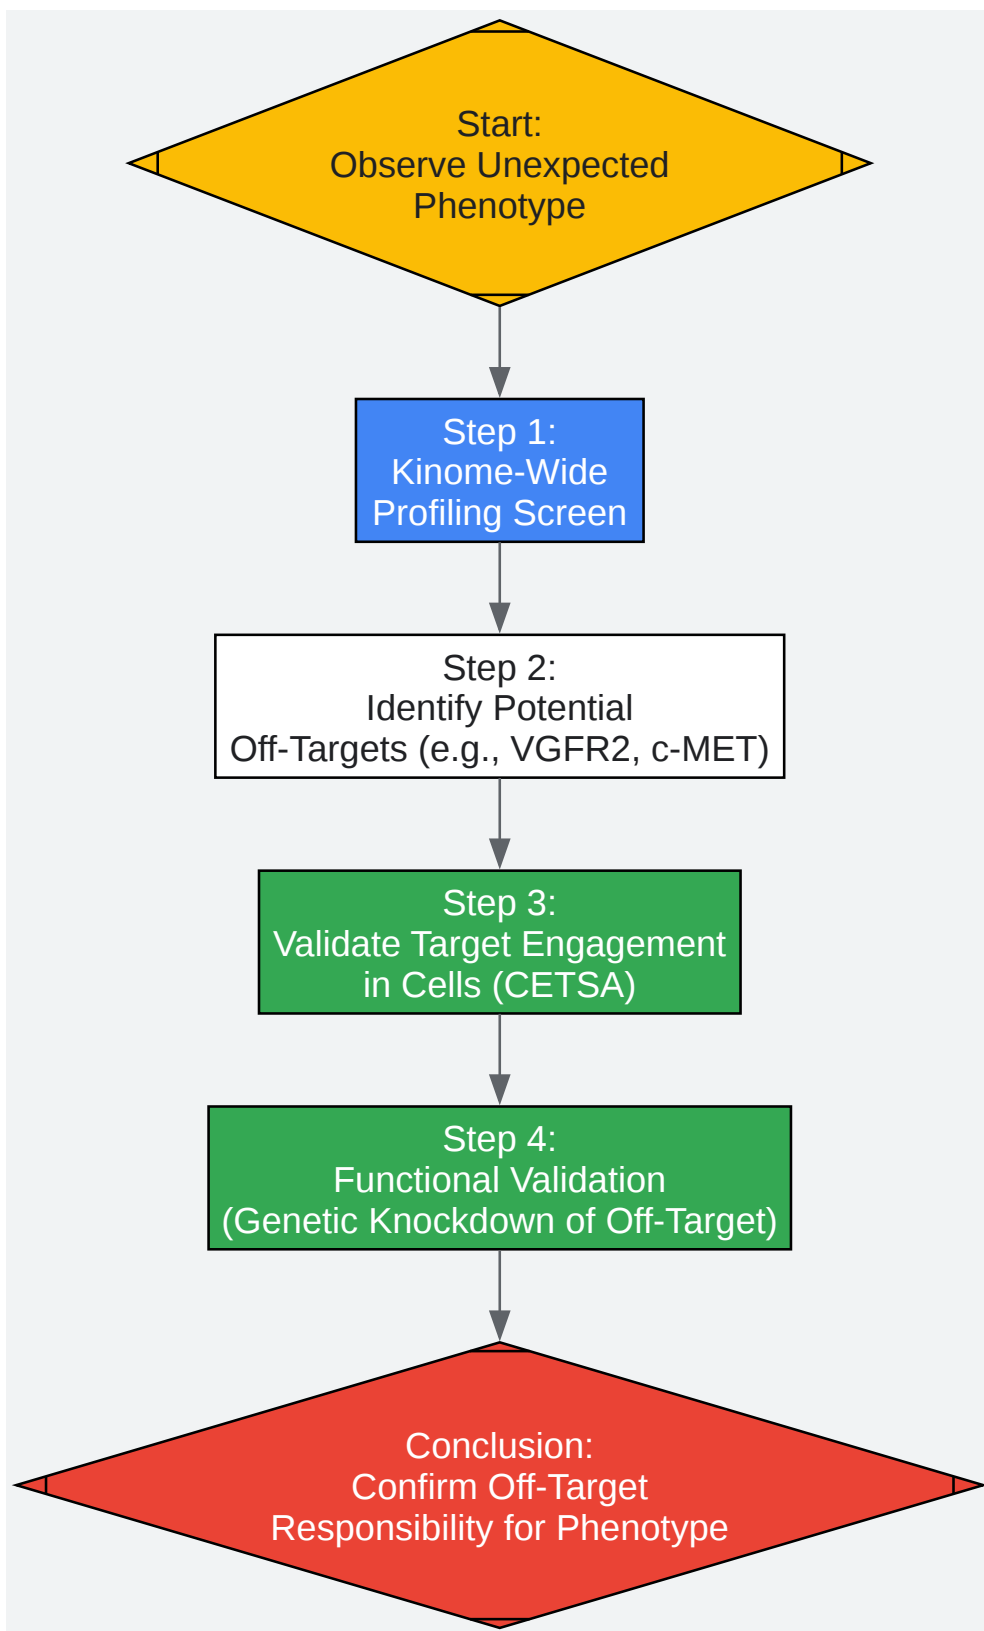 Start:
Observe Unexpected
Phenotype
Step 1:
Kinome-Wide
Profiling Screen
Step 2:
Identify Potential
Off-Targets (e.g., VGFR2, c-MET)
Step 3:
Validate Target Engagement
in Cells (CETSA)
Step 4:
Functional Validation
(Genetic Knockdown of Off-Target)
Conclusion:
Confirm Off-Target
Responsibility for Phenotype